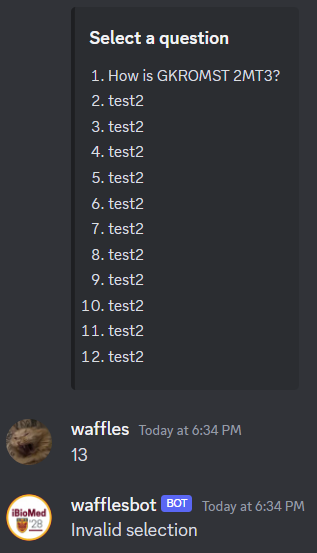 Select a question
1. How is GKROMST 2MT3?
2. test2
3. test2
4. test2
5. test2
6. test2
7. test2
8. test2
9. test2
10. test2
11. test2
12. test2
waffles Today at 6:34 PM
13
iBioMed
'28
wafflesbot BOT Today at 6:34 PM
Invalid selection